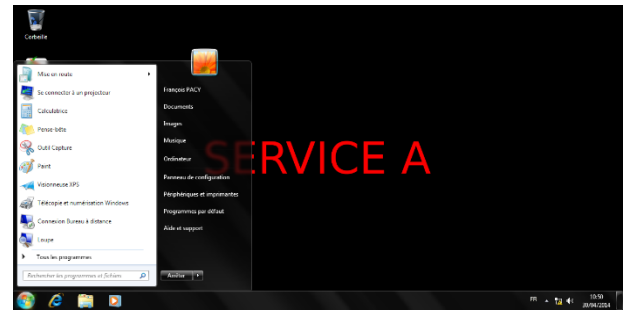 Corbeille
Mise en route
Se connecter à un projecteur
Calculatrice
Pense-bête
Outil Capture
Paint
Visionneuse XPS
Télécopie et numérisation Windows
Connexion Bureau à distance
Loupe
Tous les programmes
Rechercher les programmes et fichiers
François PACY
Documents
Images
Musique
Ordinateur
Panneau de configuration
Périphériques et imprimantes
Programmes par défaut
Aide et support
Arrêter
SERVICE A
FR
10:50
30/04/2014